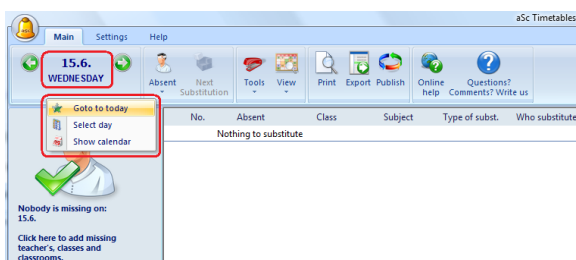 aSc Timetables
Main Settings Help
15.6.
WEDNESDAY
Absent Next Substitution Tools View Print Export Publish Online help Questions? Comments? Write us
Goto to today
Select day
Show calendar
No. Absent Class Subject Type of subst. Who substitute
Nothing to substitute
Nobody is missing on:
15.6.
Click here to add missing
teacher's, classes and
classrooms.